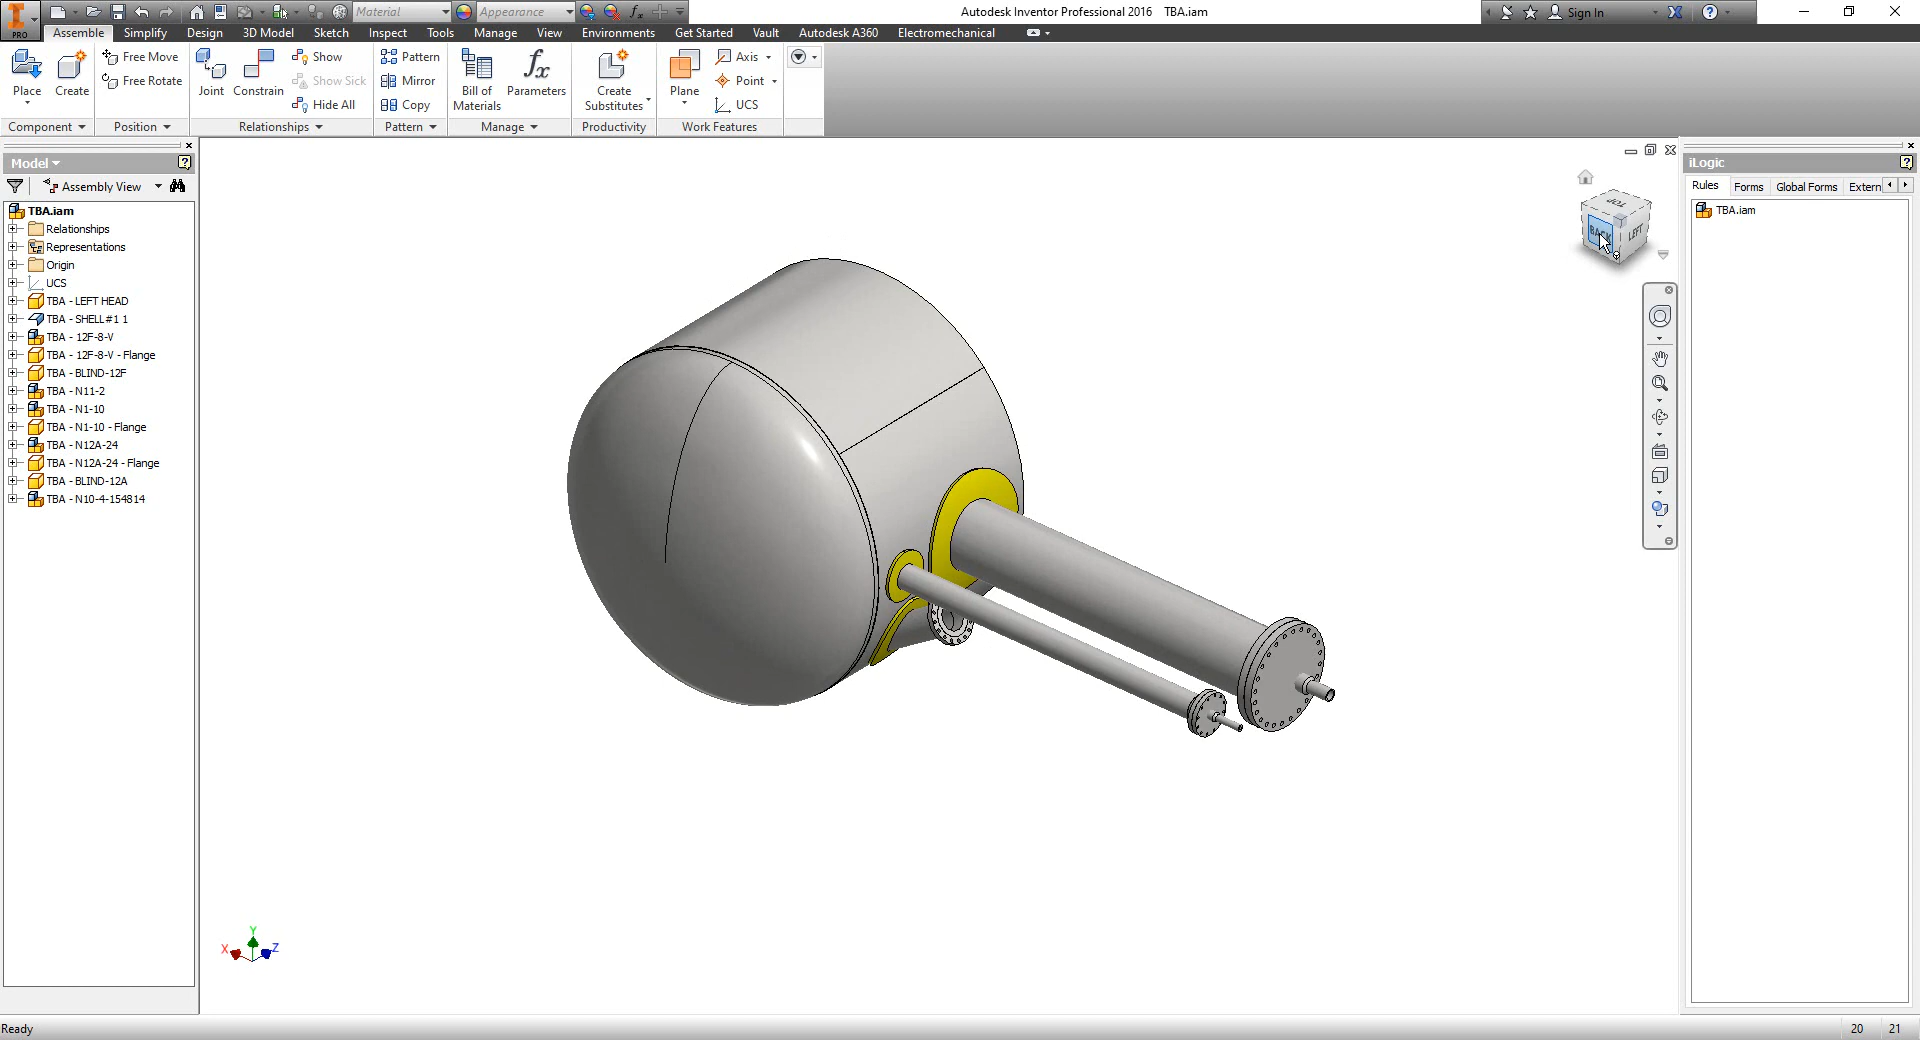 Material
Appearance
Autodesk Inventor Professional 2016 TBA.iam
Sign In
PRO
Assemble Simplify Design 3D Model Sketch Inspect Tools Manage View Environments Get Started Vault Autodesk A360 Electromechanical
Place
Create
Free Move
Free Rotate
Joint
Constrain
Show
Show Sick
Hide All
Pattern
Mirror
Copy
Bill of
Materials
Parameters
Create
Substitutes
Plane
Axis
Point
UCS
Component
Position
Relationships
Pattern
Manage
Productivity
Work Features
Model
Assembly View
TBA.iam
Relationships
Representations
Origin
UCS
TBA - LEFT HEAD
TBA - SHELL#1 1
TBA - 12F-8-V
TBA - 12F-8-V - Flange
TBA - BLIND-12F
TBA - N11-2
TBA - N1-10
TBA - N1-10 - Flange
TBA - N12A-24
TBA - N12A-24 - Flange
TBA - BLIND-12A
TBA - N10-4-154814
TOP
BACK
LEFT
X
Y
Z
iLogic
Rules
Forms
Global Forms
Extern
TBA.iam
Ready
20
21